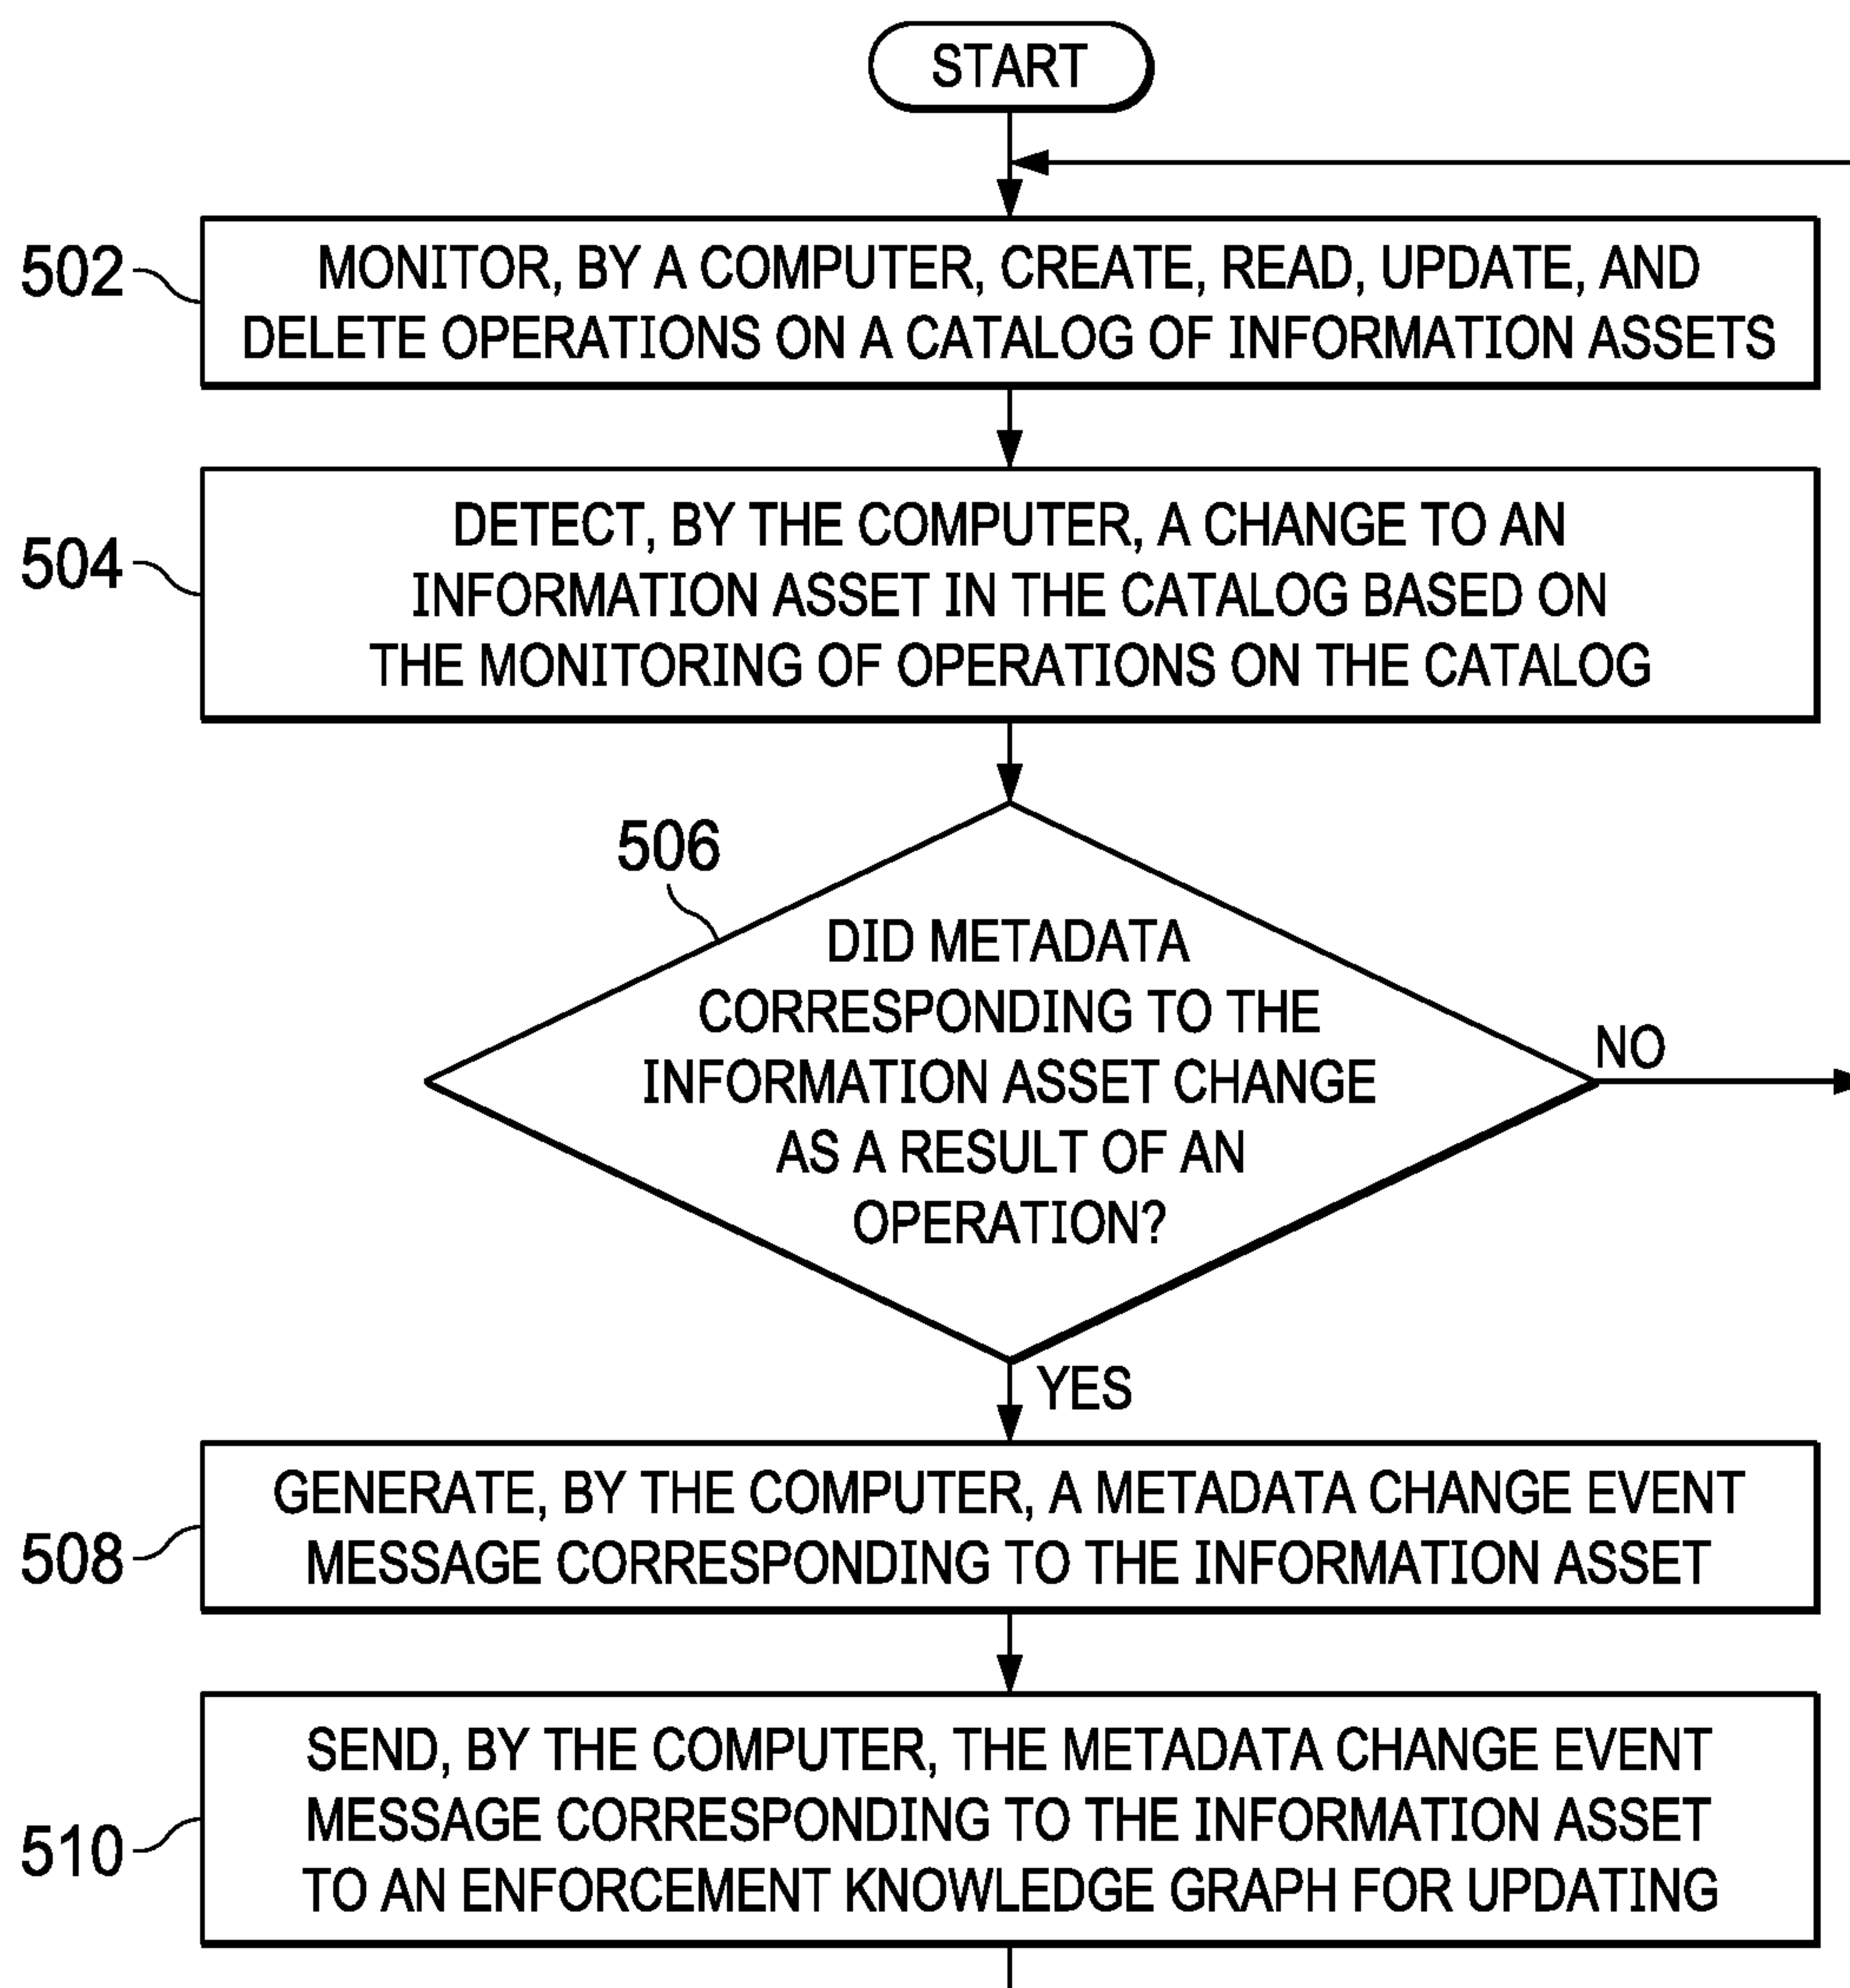 START
502
MONITOR, BY A COMPUTER, CREATE, READ, UPDATE, AND
DELETE OPERATIONS ON A CATALOG OF INFORMATION ASSETS
504
DETECT, BY THE COMPUTER, A CHANGE TO AN
INFORMATION ASSET IN THE CATALOG BASED ON
THE MONITORING OF OPERATIONS ON THE CATALOG
506
DID METADATA
CORRESPONDING TO THE
INFORMATION ASSET CHANGE
AS A RESULT OF AN
OPERATION?
NO
YES
508
GENERATE, BY THE COMPUTER, A METADATA CHANGE EVENT
MESSAGE CORRESPONDING TO THE INFORMATION ASSET
510
SEND, BY THE COMPUTER, THE METADATA CHANGE EVENT
MESSAGE CORRESPONDING TO THE INFORMATION ASSET
TO AN ENFORCEMENT KNOWLEDGE GRAPH FOR UPDATING